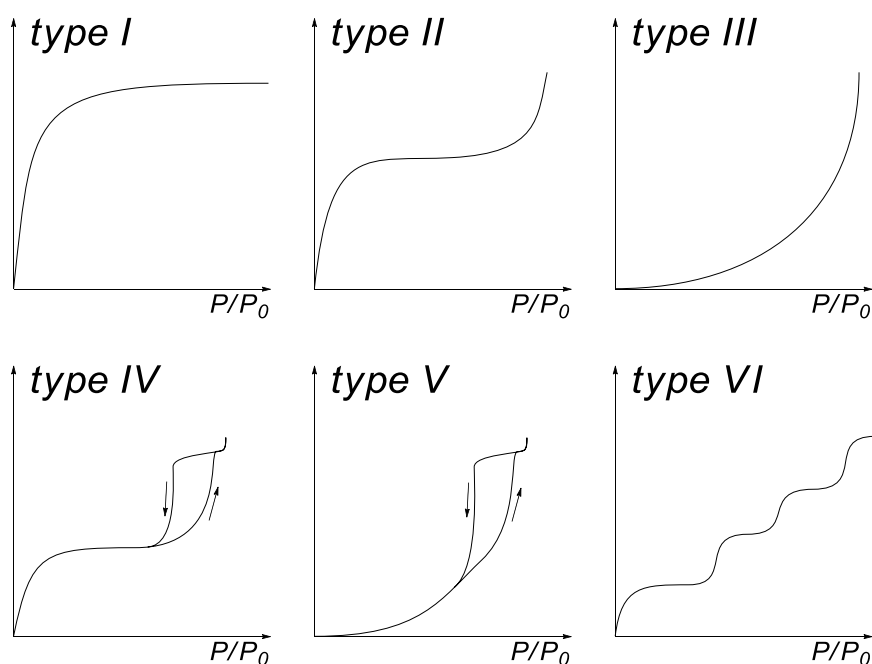 type I
type II
type III
P/P₀
P/P₀
P/P₀
type IV
type V
type VI
P/P₀
P/P₀
P/P₀